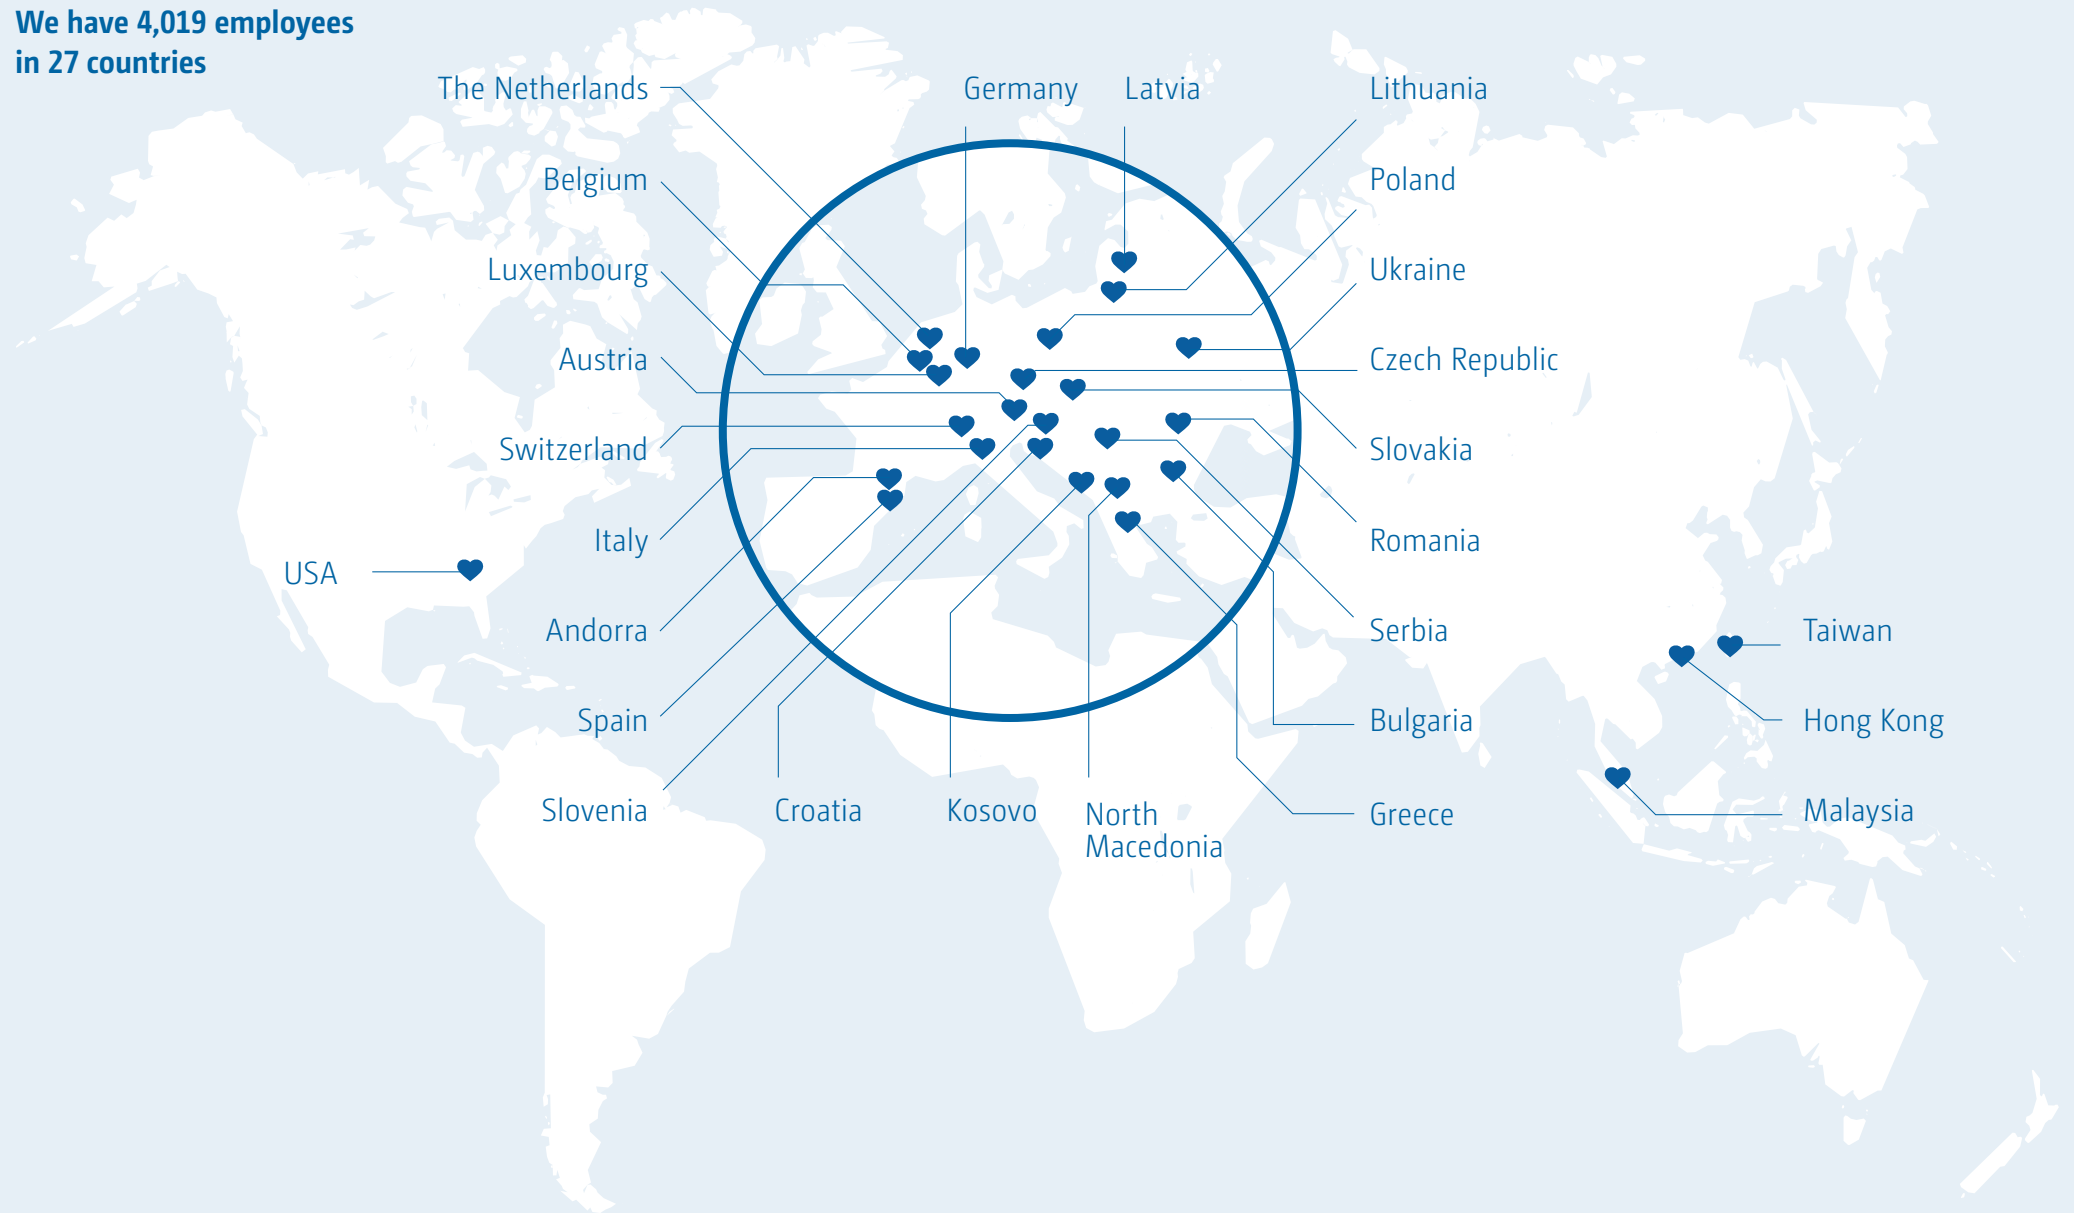 We have 4,019 employees
in 27 countries
The Netherlands
Germany
Latvia
Lithuania
Belgium
Poland
Luxembourg
Ukraine
Austria
Czech Republic
Switzerland
Slovakia
Italy
Romania
USA
Andorra
Serbia
Taiwan
Spain
Bulgaria
Hong Kong
Slovenia
Croatia
Kosovo
North
Macedonia
Greece
Malaysia